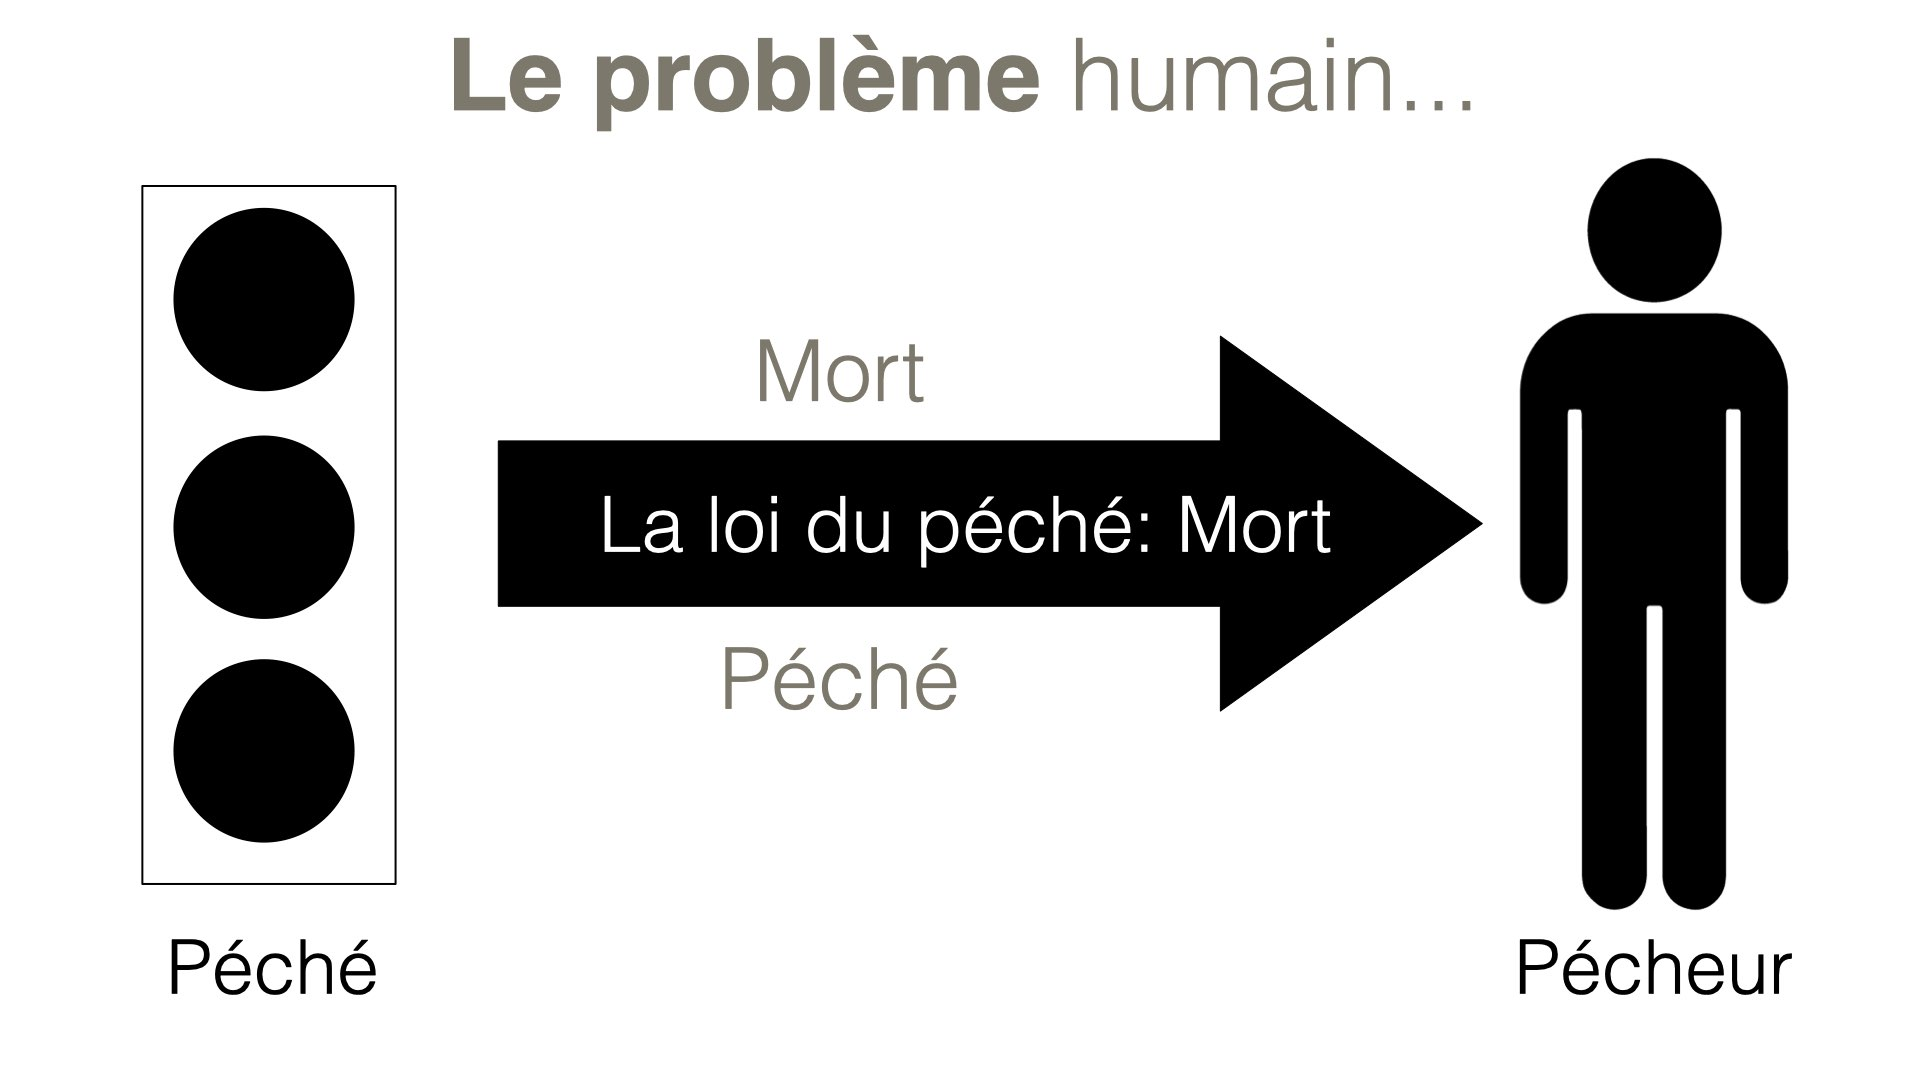 Le problème humain...
Mort
La loi du péché: Mort
Péché
Péché
Pécheur